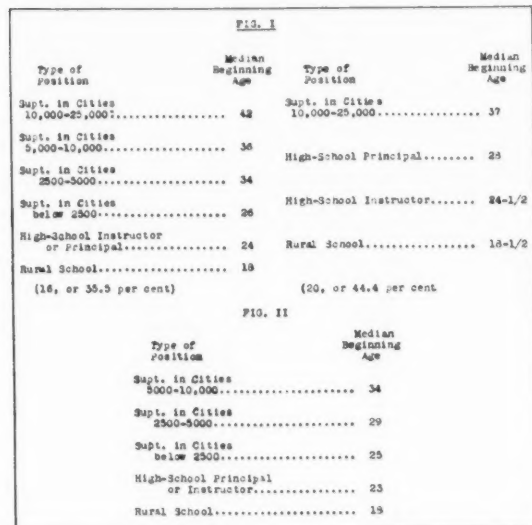 FIG. I
Type of
Position
Median
Beginning
Age
Supt. in Cities
10,000-25,000:.............. 42
Supt. in Cities
5,000-10,000................ 36
Supt. in Cities
2500-5000................... 34
Supt. in Cities
below 2500.................. 26
High-School Instructor
or Principal................ 24
Rural School................... 18
(16, or 35.5 per cent)
Type of
Position
Median
Beginning
Age
Supt. in Cities
10,000-25,000............ 37
High-School Principal....... 28
High-School Instructor...... 24-1/2
Rural School................ 18-1/2
(20, or 44.4 per cent
FIG. II
Type of
Position
Median
Beginning
Age
Supt. in Cities
5000-10,000.................... 34
Supt. in Cities
2500-5000...................... 29
Supt. in Cities
below 2500..................... 25
High-School Principal
or Instructor.................. 23
Rural School...................... 19